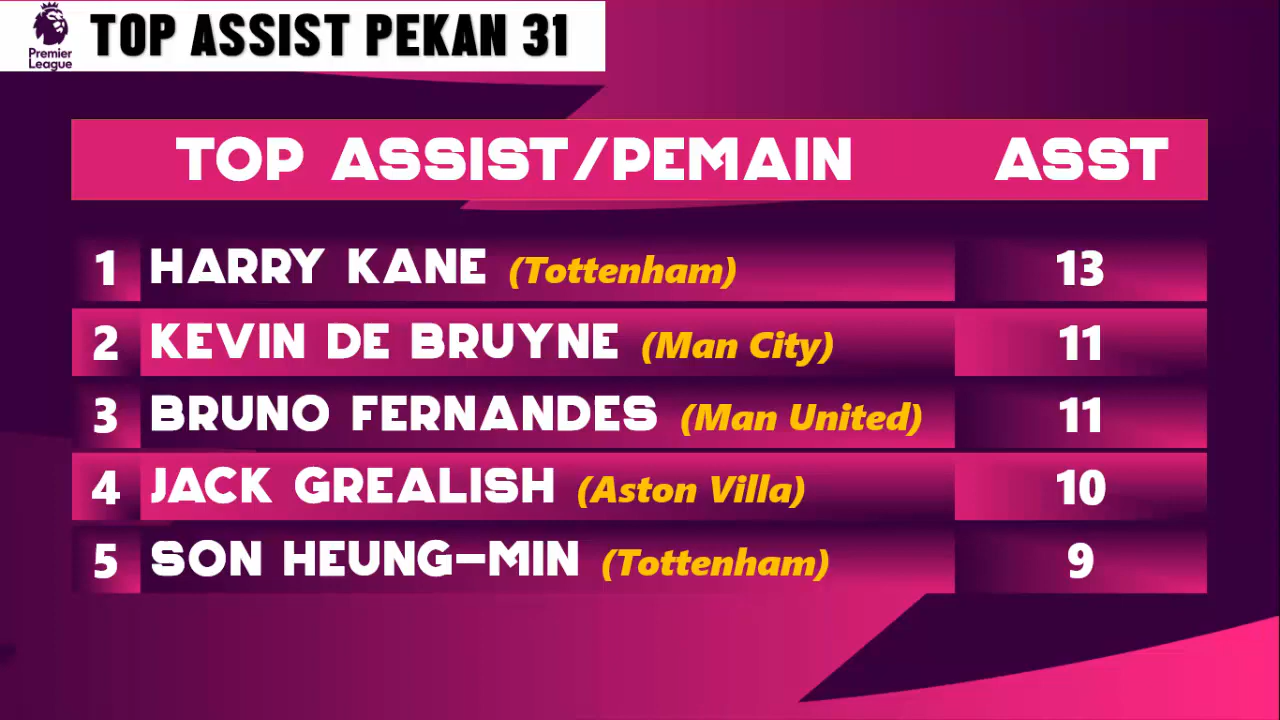 Premier
League
TOP ASSIST PEKAN 31
TOP ASSIST/PEMAIN ASST
1 HARRY KANE (Tottenham) 13
2 KEVIN DE BRUYNE (Man City) 11
3 BRUNO FERNANDES (Man United) 11
4 JACK GREALISH (Aston Villa) 10
5 SON HEUNG-MIN (Tottenham) 9